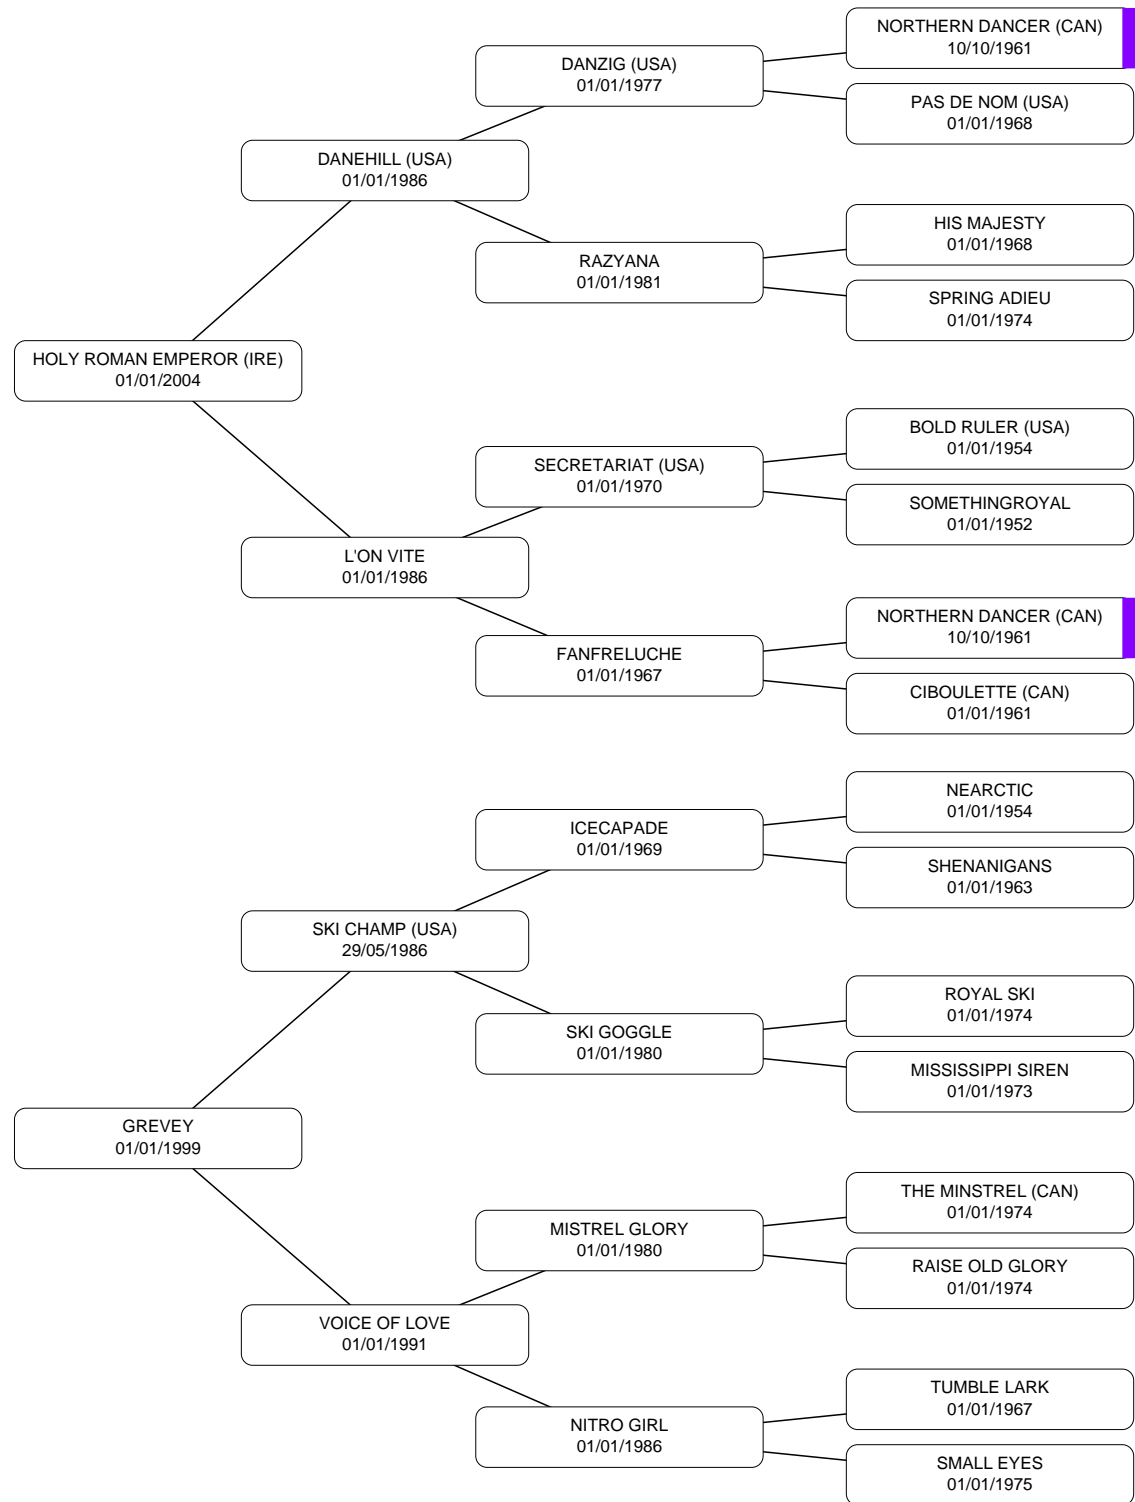 NORTHERN DANCER (CAN)
10/10/1961
DANZIG (USA)
01/01/1977
PAS DE NOM (USA)
01/01/1968
DANEHILL (USA)
01/01/1986
HIS MAJESTY
01/01/1968
RAZYANA
01/01/1981
SPRING ADIEU
01/01/1974
HOLY ROMAN EMPEROR (IRE)
01/01/2004
BOLD RULER (USA)
01/01/1954
SECRETARIAT (USA)
01/01/1970
SOMETHINGROYAL
01/01/1952
L'ON VITE
01/01/1986
NORTHERN DANCER (CAN)
10/10/1961
FANFRELUCHE
01/01/1967
CIBOULETTE (CAN)
01/01/1961
NEARCTIC
01/01/1954
ICECAPADE
01/01/1969
SHENANIGANS
01/01/1963
SKI CHAMP (USA)
29/05/1986
ROYAL SKI
01/01/1974
SKI GOGGLE
01/01/1980
MISSISSIPPI SIREN
01/01/1973
GREVEY
01/01/1999
THE MINSTREL (CAN)
01/01/1974
MISTREL GLORY
01/01/1980
RAISE OLD GLORY
01/01/1974
VOICE OF LOVE
01/01/1991
TUMBLE LARK
01/01/1967
NITRO GIRL
01/01/1986
SMALL EYES
01/01/1975